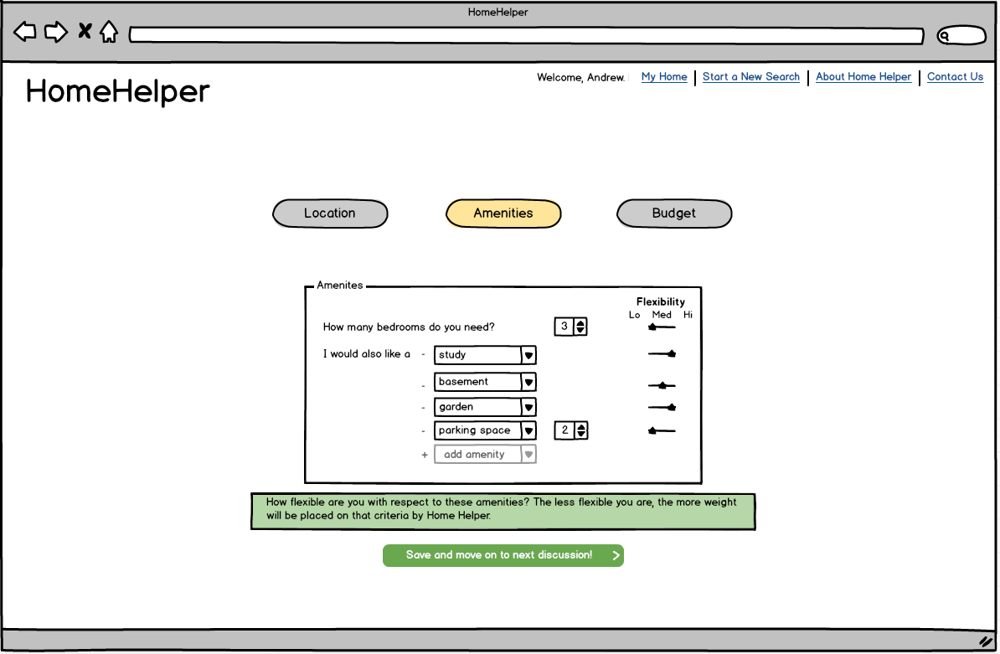 HomeHelper
Welcome, Andrew. My Home Start a New Search About Home Helper Contact Us
HomeHelper
Location Amenities Budget
Amenites
Flexibility
Lo Med Hi
How many bedrooms do you need? 3
I would also like a - study
- basement
- garden
- parking space 2
+ add amenity
How flexible are you with respect to these amenities? The less flexible you are, the more weight
will be placed on that criteria by Home Helper.
Save and move on to next discussion!